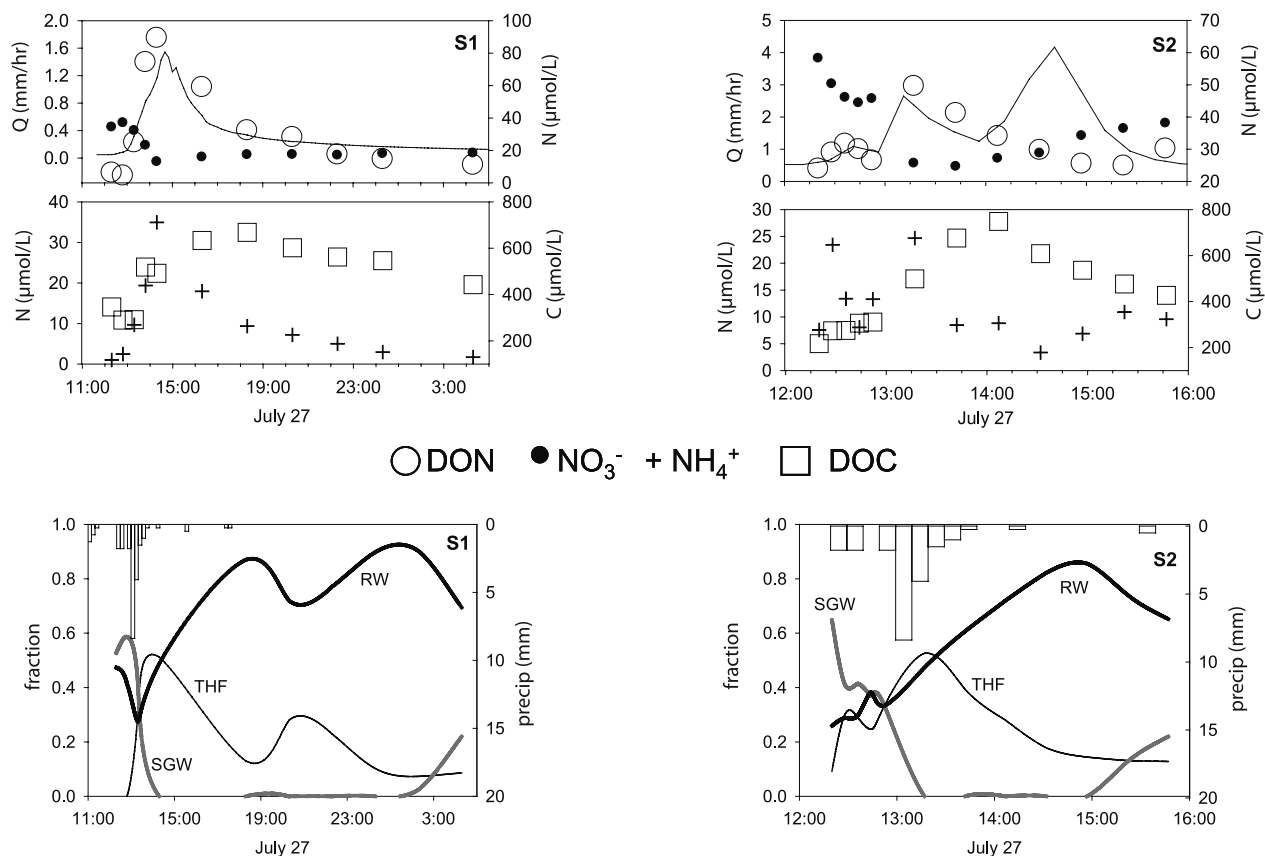 S1
Q (mm/hr)
2.0
1.6
1.2
0.8
0.4
0.0
100
80
60
40
20
0
N (µmol/L)
N (µmol/L)
40
30
20
10
0
800
600
400
200
C (µmol/L)
11:00 15:00 19:00 23:00 3:00
July 27
S2
Q (mm/hr)
5
4
3
2
1
0
70
60
50
40
30
20
N (µmol/L)
N (µmol/L)
30
25
20
15
10
5
0
800
600
400
200
C (µmol/L)
12:00 13:00 14:00 15:00 16:00
July 27
DON NO₃⁻ + NH₄⁺ DOC
S1
fraction
1.0
0.8
0.6
0.4
0.2
0.0
RW
THF
SGW
0
5
10
15
20
precip (mm)
11:00 15:00 19:00 23:00 3:00
July 27
S2
fraction
1.0
0.8
0.6
0.4
0.2
0.0
SGW
RW
THF
0
5
10
15
20
precip (mm)
12:00 13:00 14:00 15:00 16:00
July 27